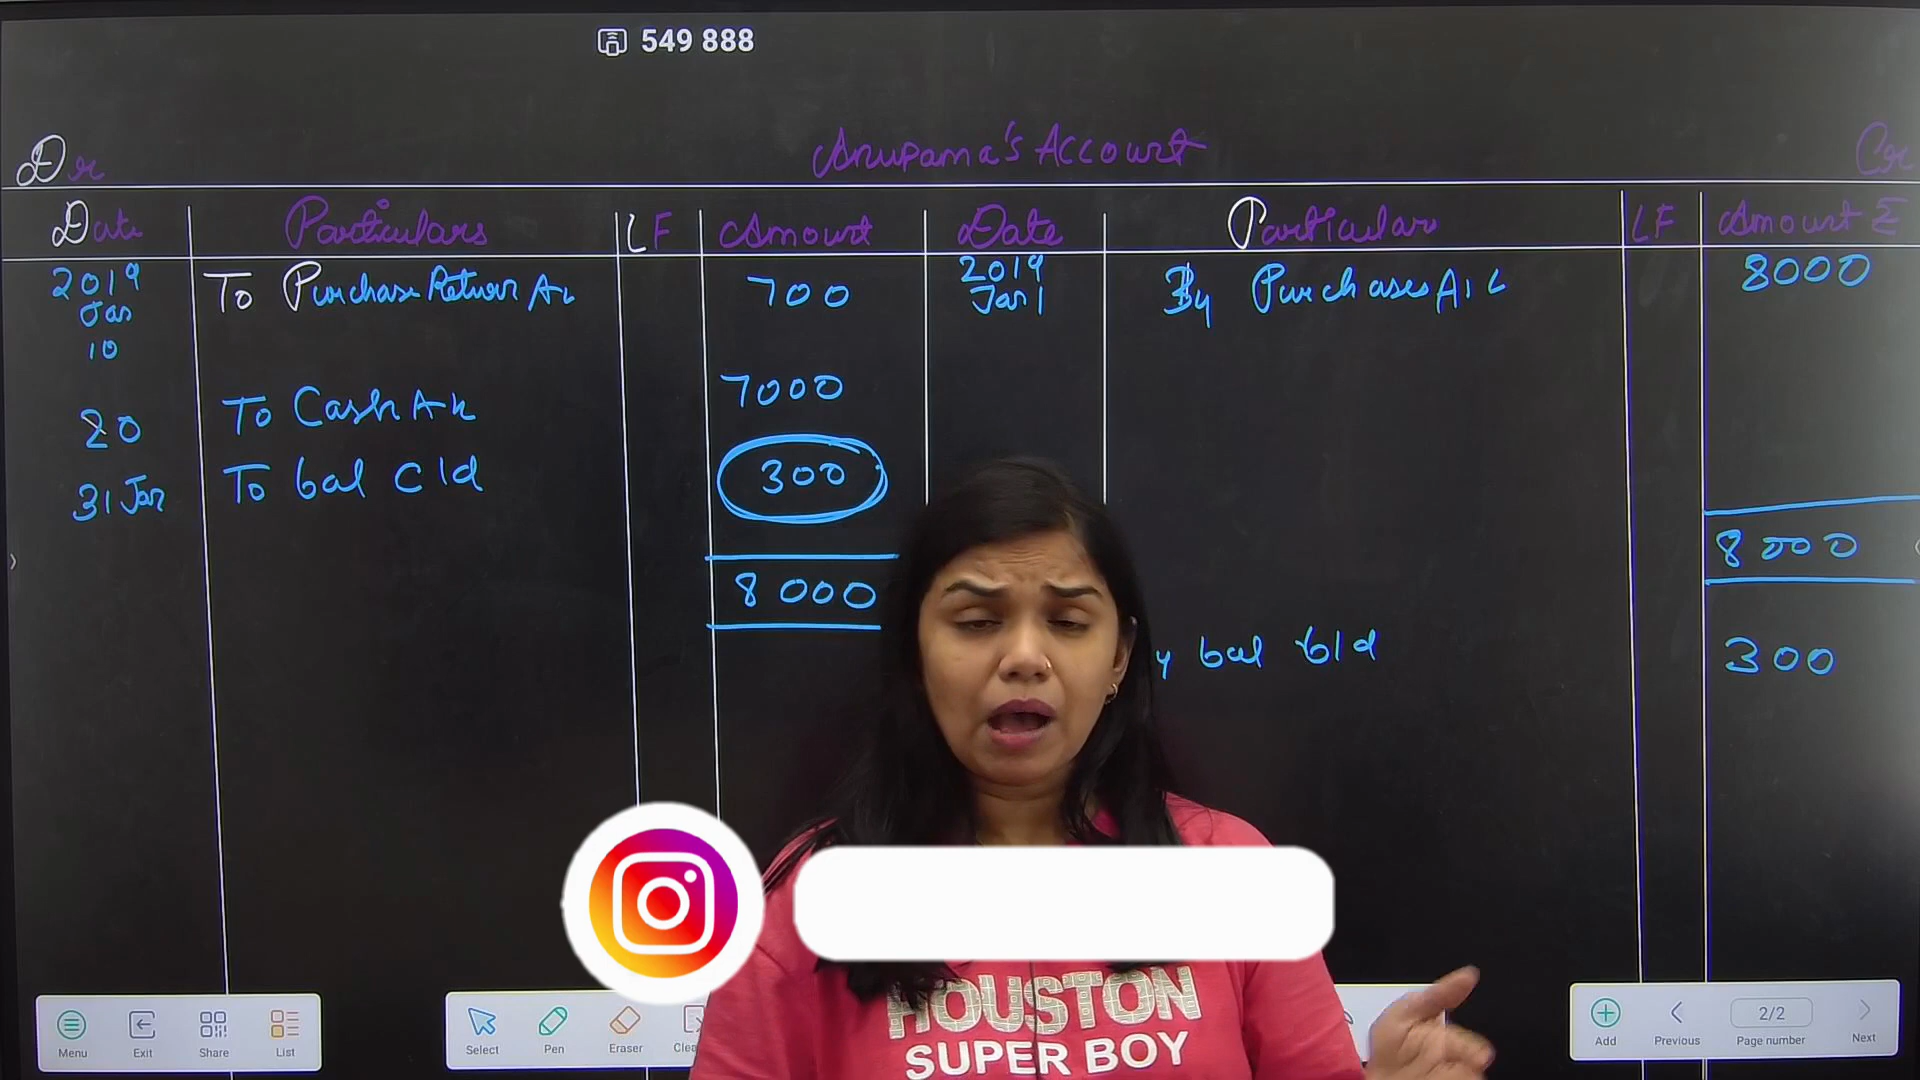 549 888
Dr Anupama's Account Cr
Date Particulars LF Amount Date Particulars LF Amount Σ
2019 Jan 10 To Purchase Return A/c 700 2019 Jan 1 By Purchases A/c 8000
20 To Cash A/c 7000
31 Jan To bal c/d 300
8000 8000
y bal b/d 300
HOUSTON
SUPER BOY
Menu Exit Share List Select Pen Eraser Clea Add Previous 2/2 Page number Next